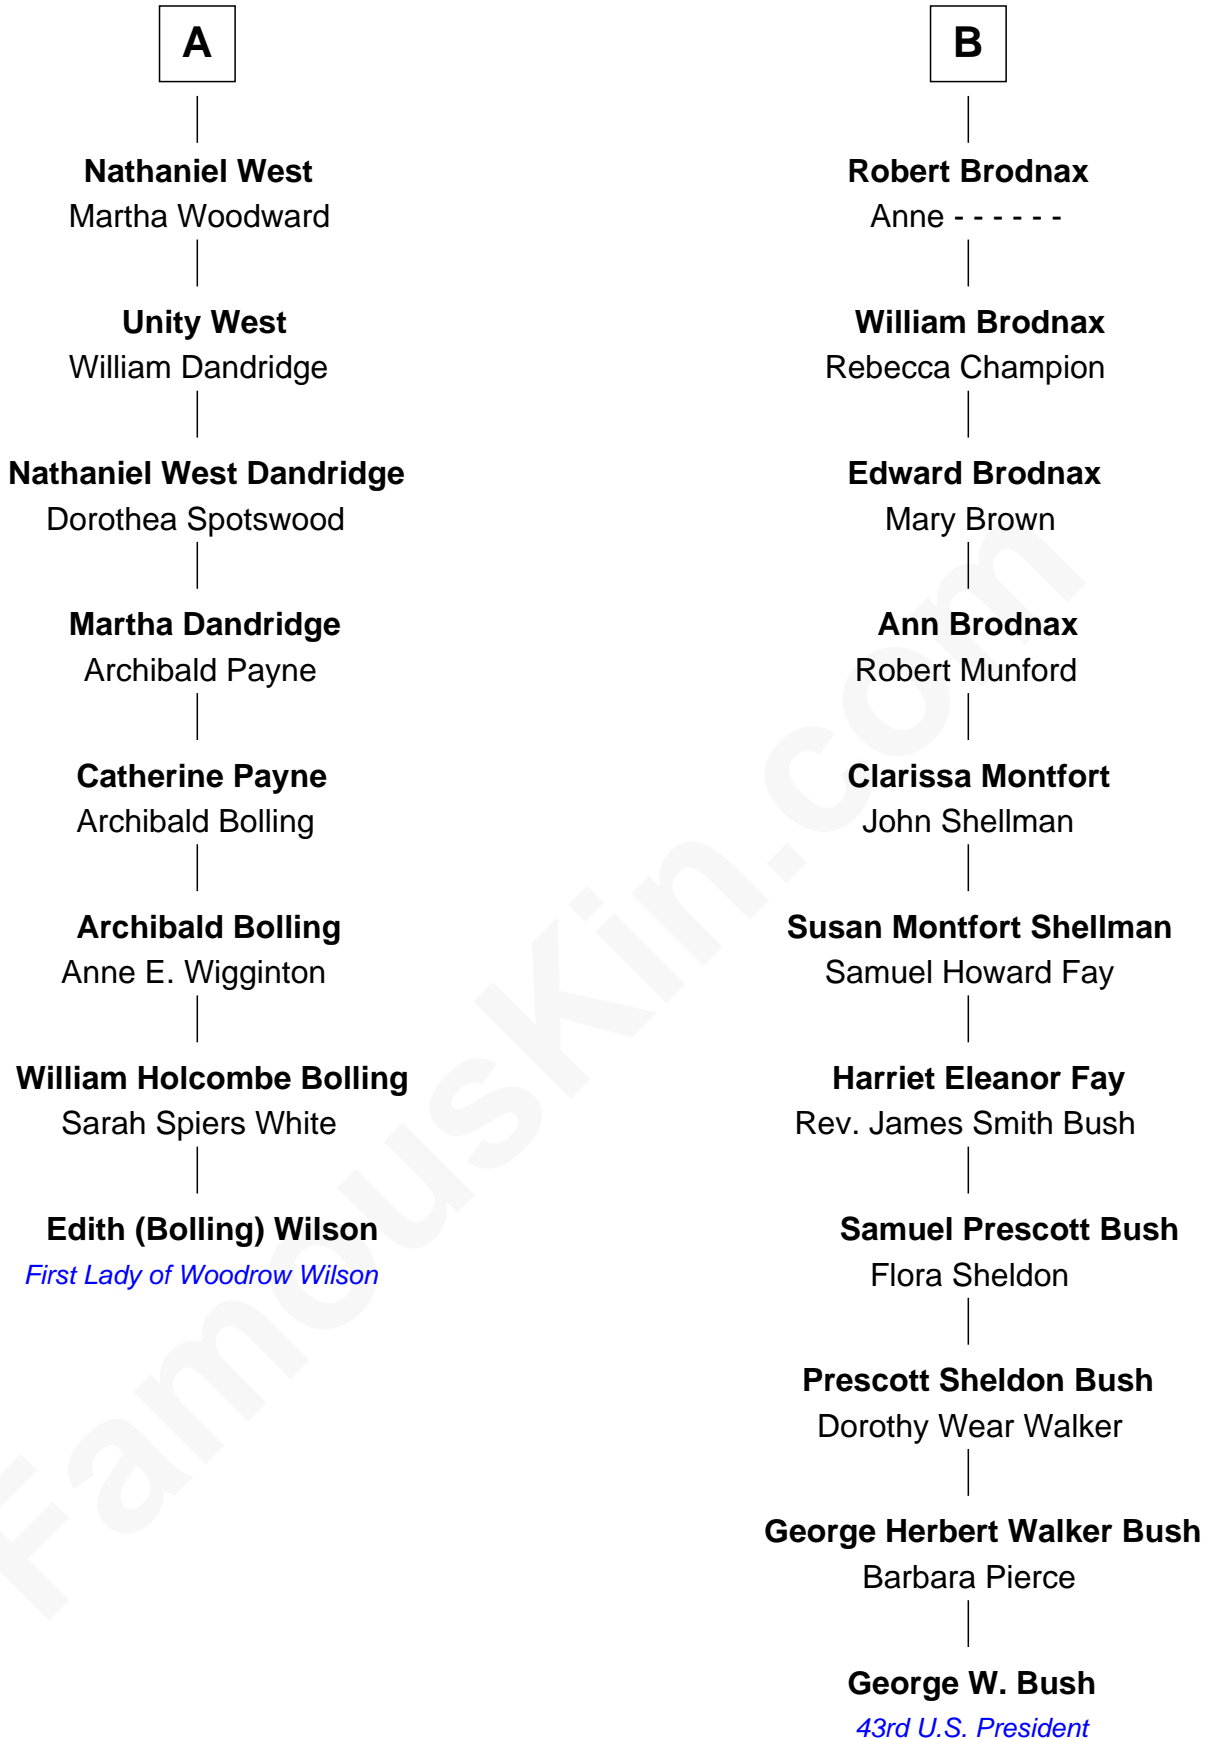 A
Nathaniel West
Martha Woodward
Unity West
William Dandridge
Nathaniel West Dandridge
Dorothea Spotswood
Martha Dandridge
Archibald Payne
Catherine Payne
Archibald Bolling
Archibald Bolling
Anne E. Wigginton
William Holcombe Bolling
Sarah Spiers White
Edith (Bolling) Wilson
First Lady of Woodrow Wilson
B
Robert Brodnax
Anne - - - - - -
William Brodnax
Rebecca Champion
Edward Brodnax
Mary Brown
Ann Brodnax
Robert Munford
Clarissa Montfort
John Shellman
Susan Montfort Shellman
Samuel Howard Fay
Harriet Eleanor Fay
Rev. James Smith Bush
Samuel Prescott Bush
Flora Sheldon
Prescott Sheldon Bush
Dorothy Wear Walker
George Herbert Walker Bush
Barbara Pierce
George W. Bush
43rd U.S. President
FamousKin.com